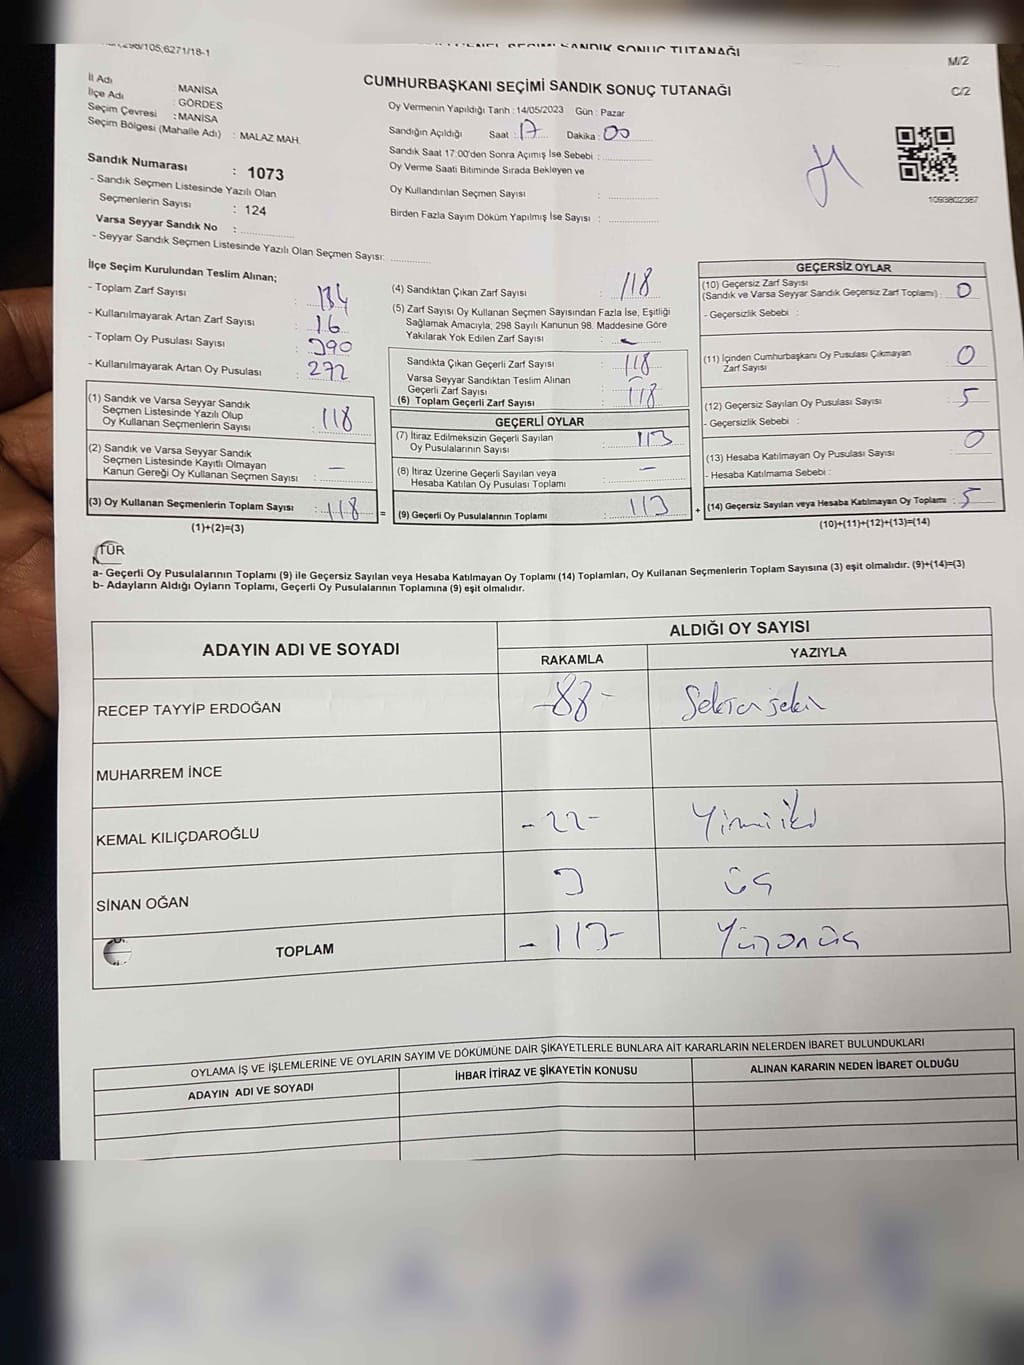 298/105;6271/18-1
SANDIK SONUÇ TUTANAĞI
M/2
CUMHURBAŞKANI SEÇİMİ SANDIK SONUÇ TUTANAĞI
C/2
İl Adı : MANİSA
İlçe Adı : GÖRDES
Seçim Çevresi : MANİSA
Seçim Bölgesi (Mahalle Adı) : MALAZ MAH.
Oy Vermenin Yapıldığı Tarih : 14/05/2023 Gün : Pazar
Sandığın Açıldığı Saat : 17 Dakika : 00
Sandık Saat 17:00'den Sonra Açımış İse Sebebi :
Oy Verme Saati Bitiminde Sırada Bekleyen ve
Oy Kullandırılan Seçmen Sayısı :
Birden Fazla Sayım Döküm Yapılmış İse Sayısı :
1093802387
Sandık Numarası : 1073
- Sandık Seçmen Listesinde Yazılı Olan
Seçmenlerin Sayısı : 124
Varsa Seyyar Sandık No :
- Seyyar Sandık Seçmen Listesinde Yazılı Olan Seçmen Sayısı:
İlçe Seçim Kurulundan Teslim Alınan;
- Toplam Zarf Sayısı : 134
- Kullanılmayarak Artan Zarf Sayısı : 16
- Toplam Oy Pusulası Sayısı : 390
- Kullanılmayarak Artan Oy Pusulası : 272
(1) Sandık ve Varsa Seyyar Sandık
Seçmen Listesinde Yazılı Olup
Oy Kullanan Seçmenlerin Sayısı : 118
(2) Sandık ve Varsa Seyyar Sandık
Seçmen Listesinde Kayıtlı Olmayan
Kanun Gereği Oy Kullanan Seçmen Sayısı : -
(3) Oy Kullanan Seçmenlerin Toplam Sayısı : 118
(1)+(2)=(3)
=
(4) Sandıktan Çıkan Zarf Sayısı : 118
(5) Zarf Sayısı Oy Kullanan Seçmen Sayısından Fazla İse, Eşitliği
Sağlamak Amacıyla; 298 Sayılı Kanunun 98. Maddesine Göre
Yakılarak Yok Edilen Zarf Sayısı : -
Sandıkta Çıkan Geçerli Zarf Sayısı : 118
Varsa Seyyar Sandıktan Teslim Alınan
Geçerli Zarf Sayısı : -
(6) Toplam Geçerli Zarf Sayısı : 118
GEÇERLİ OYLAR
(7) İtiraz Edilmeksizin Geçerli Sayılan
Oy Pusulalarının Sayısı : 113
(8) İtiraz Üzerine Geçerli Sayılan veya
Hesaba Katılan Oy Pusulası Toplamı : -
(9) Geçerli Oy Pusulalarının Toplamı : 113
+
GEÇERSİZ OYLAR
(10) Geçersiz Zarf Sayısı
(Sandık ve Varsa Seyyar Sandık Geçersiz Zarf Toplamı) : 0
- Geçersizlik Sebebi :
(11) İçinden Cumhurbaşkanı Oy Pusulası Çıkmayan
Zarf Sayısı 0
(12) Geçersiz Sayılan Oy Pusulası Sayısı : 5
- Geçersizlik Sebebi :
(13) Hesaba Katılmayan Oy Pusulası Sayısı : 0
- Hesaba Katılmama Sebebi :
(14) Geçersiz Sayılan veya Hesaba Katılmayan Oy Toplamı : 5
(10)+(11)+(12)+(13)=(14)
TÜR
a- Geçerli Oy Pusulalarının Toplamı (9) ile Geçersiz Sayılan veya Hesaba Katılmayan Oy Toplamı (14) Toplamları, Oy Kullanan Seçmenlerin Toplam Sayısına (3) eşit olmalıdır. (9)+(14)=(3)
b- Adayların Aldığı Oyların Toplamı, Geçerli Oy Pusulalarının Toplamına (9) eşit olmalıdır.
ADAYIN ADI VE SOYADI ALDIĞI OY SAYISI
RAKAMLA YAZIYLA
RECEP TAYYİP ERDOĞAN -88- Seksensekiz
MUHARREM İNCE
KEMAL KILIÇDAROĞLU -22- Yirmiiki
SİNAN OĞAN 3 üç
TOPLAM -113- Yüzonüç
OYLAMA İŞ VE İŞLEMLERİNE VE OYLARIN SAYIM VE DÖKÜMÜNE DAİR ŞİKAYETLERLE BUNLARA AİT KARARLARIN NELERDEN İBARET BULUNDUKLARI
ADAYIN ADI VE SOYADI İHBAR İTİRAZ VE ŞİKAYETİN KONUSU ALINAN KARARIN NEDEN İBARET OLDUĞU